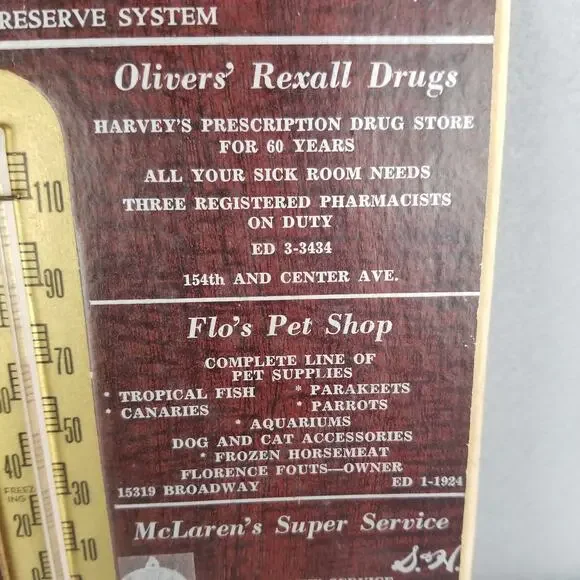 RESERVE SYSTEM
Olivers' Rexall Drugs
HARVEY'S PRESCRIPTION DRUG STORE
FOR 60 YEARS
ALL YOUR SICK ROOM NEEDS
THREE REGISTERED PHARMACISTS
ON DUTY
ED 3-3434
154th AND CENTER AVE.
Flo's Pet Shop
COMPLETE LINE OF
PET SUPPLIES
* TROPICAL FISH * PARAKEETS
* CANARIES * PARROTS
* AQUARIUMS
DOG AND CAT ACCESSORIES
* FROZEN HORSEMEAT
FLORENCE FOUTS—OWNER
15319 BROADWAY ED 1-1924
McLaren's Super Service
S&H
SERVICE
110
90
70
50
40
FREEZ
ING
30
20
10